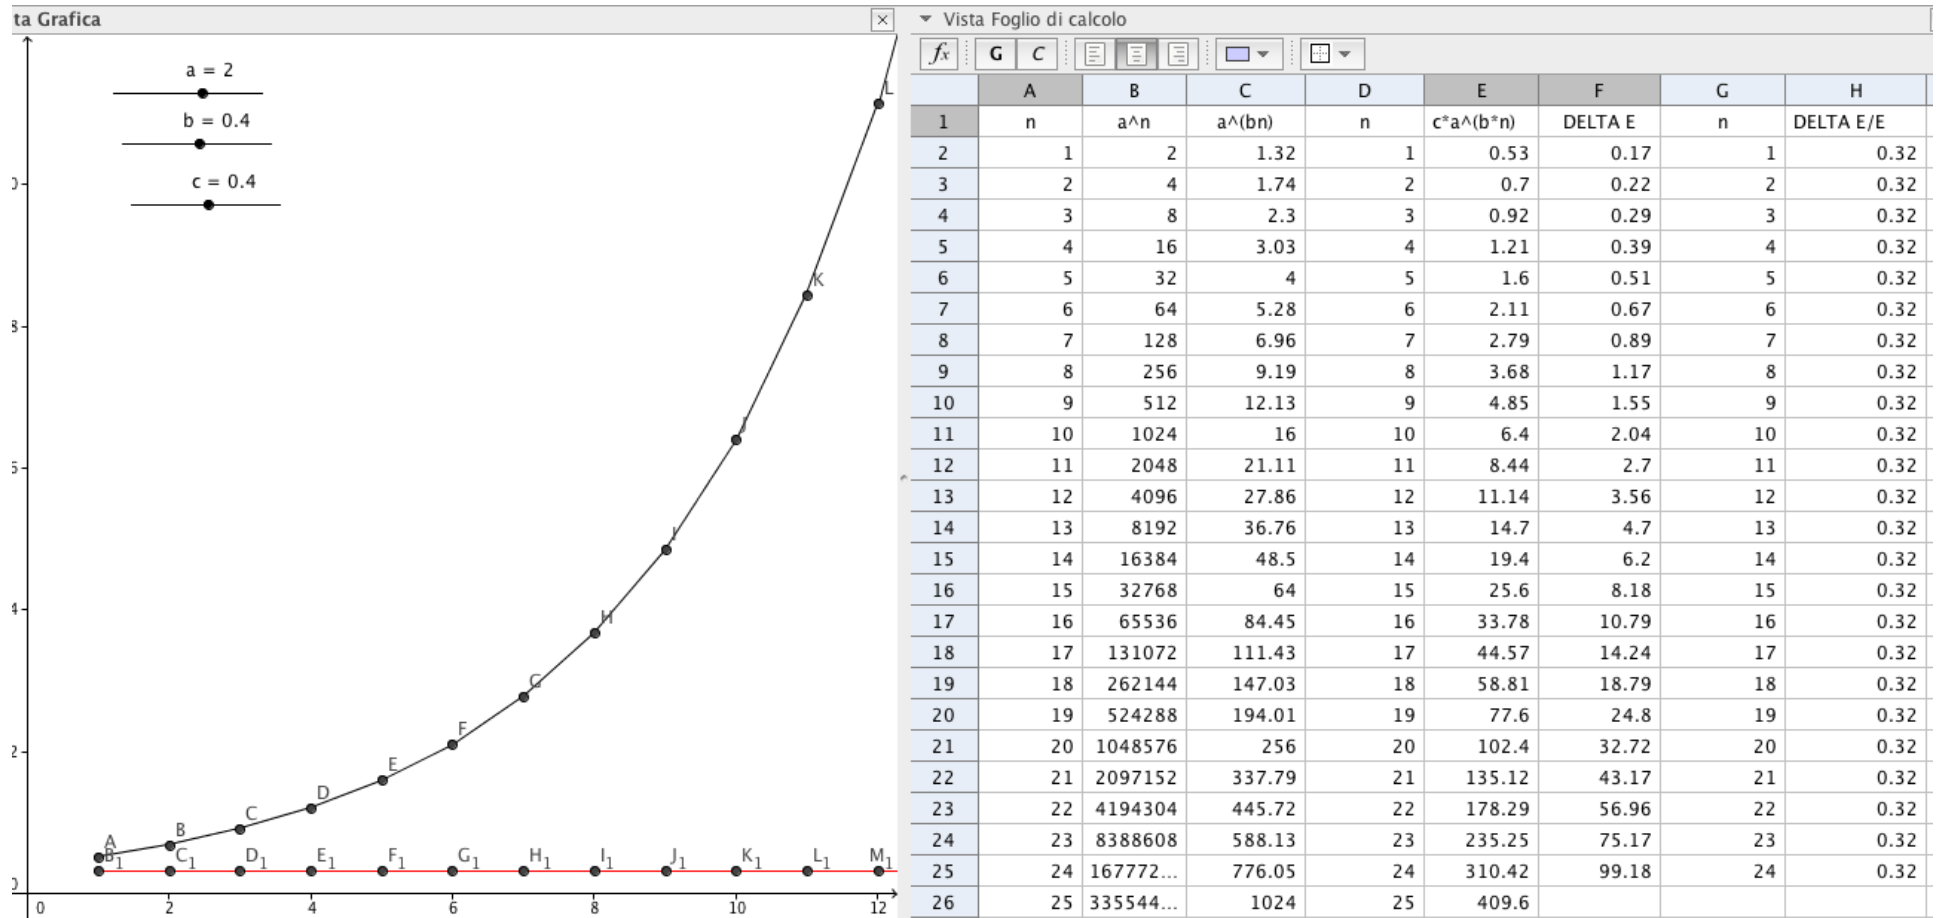 ta Grafica
a = 2
b = 0.4
c = 0.4
L
K
J
I
H
G
F
E
D
C
B
A
B1 C1 D1 E1 F1 G1 H1 I1 J1 K1 L1 M1
8
4
2
0
0 2 4 6 8 10 12
Vista Foglio di calcolo
fx G C
A B C D E F G H
1 n a^n a^(bn) n c*a^(b*n) DELTA E n DELTA E/E
2 1 2 1.32 1 0.53 0.17 1 0.32
3 2 4 1.74 2 0.7 0.22 2 0.32
4 3 8 2.3 3 0.92 0.29 3 0.32
5 4 16 3.03 4 1.21 0.39 4 0.32
6 5 32 4 5 1.6 0.51 5 0.32
7 6 64 5.28 6 2.11 0.67 6 0.32
8 7 128 6.96 7 2.79 0.89 7 0.32
9 8 256 9.19 8 3.68 1.17 8 0.32
10 9 512 12.13 9 4.85 1.55 9 0.32
11 10 1024 16 10 6.4 2.04 10 0.32
12 11 2048 21.11 11 8.44 2.7 11 0.32
13 12 4096 27.86 12 11.14 3.56 12 0.32
14 13 8192 36.76 13 14.7 4.7 13 0.32
15 14 16384 48.5 14 19.4 6.2 14 0.32
16 15 32768 64 15 25.6 8.18 15 0.32
17 16 65536 84.45 16 33.78 10.79 16 0.32
18 17 131072 111.43 17 44.57 14.24 17 0.32
19 18 262144 147.03 18 58.81 18.79 18 0.32
20 19 524288 194.01 19 77.6 24.8 19 0.32
21 20 1048576 256 20 102.4 32.72 20 0.32
22 21 2097152 337.79 21 135.12 43.17 21 0.32
23 22 4194304 445.72 22 178.29 56.96 22 0.32
24 23 8388608 588.13 23 235.25 75.17 23 0.32
25 24 167772... 776.05 24 310.42 99.18 24 0.32
26 25 335544... 1024 25 409.6